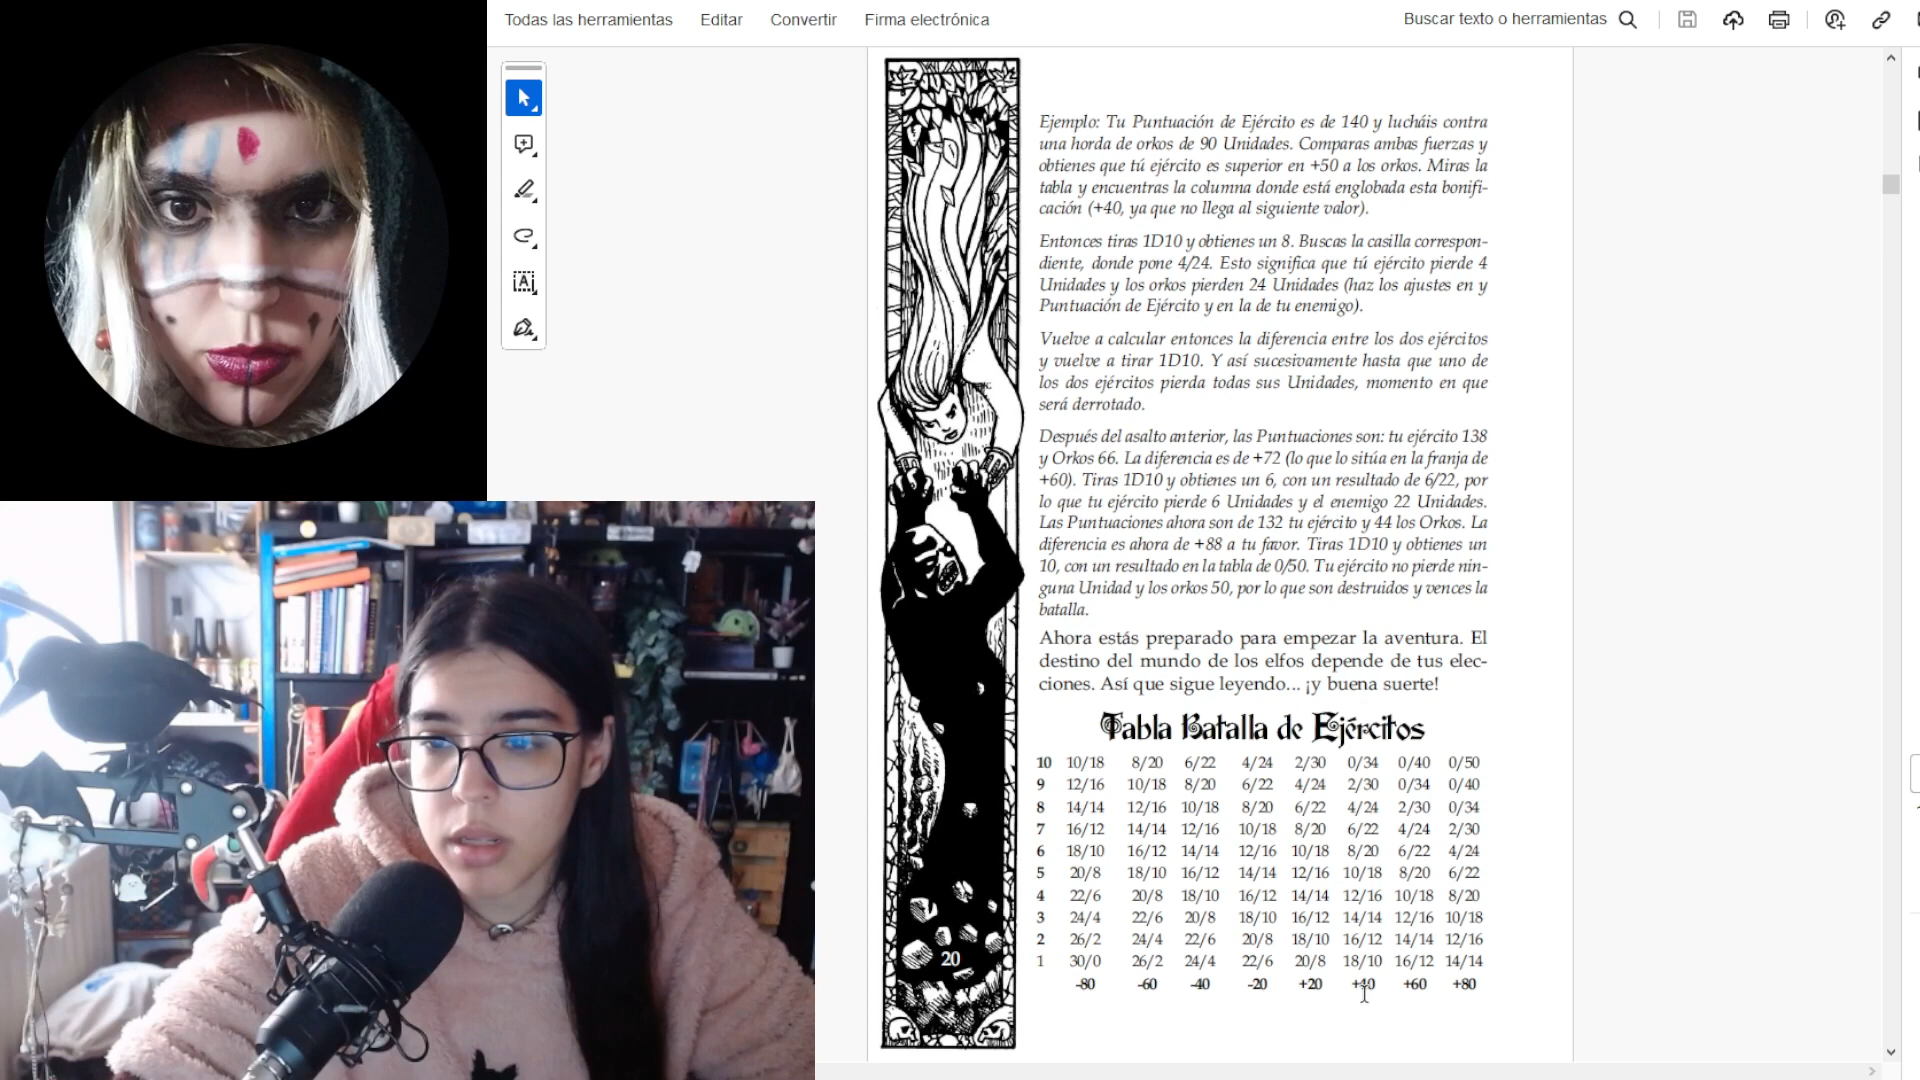 Todas las herramientas Editar Convertir Firma electrónica Buscar texto o herramientas
Ejemplo: Tu Puntuación de Ejército es de 140 y lucháis contra
una horda de orkos de 90 Unidades. Comparas ambas fuerzas y
obtienes que tú ejército es superior en +50 a los orkos. Miras la
tabla y encuentras la columna donde está englobada esta bonifi-
cación (+40, ya que no llega al siguiente valor).
Entonces tiras 1D10 y obtienes un 8. Buscas la casilla correspon-
diente, donde pone 4/24. Esto significa que tú ejército pierde 4
Unidades y los orkos pierden 24 Unidades (haz los ajustes en y
Puntuación de Ejército y en la de tu enemigo).
Vuelve a calcular entonces la diferencia entre los dos ejércitos
y vuelve a tirar 1D10. Y así sucesivamente hasta que uno de
los dos ejércitos pierda todas sus Unidades, momento en que
será derrotado.
Después del asalto anterior, las Puntuaciones son: tu ejército 138
y Orkos 66. La diferencia es de +72 (lo que lo sitúa en la franja de
+60). Tiras 1D10 y obtienes un 6, con un resultado de 6/22, por
lo que tu ejército pierde 6 Unidades y el enemigo 22 Unidades.
Las Puntuaciones ahora son de 132 tu ejército y 44 los Orkos. La
diferencia es ahora de +88 a tu favor. Tiras 1D10 y obtienes un
10, con un resultado en la tabla de 0/50. Tu ejército no pierde nin-
guna Unidad y los orkos 50, por lo que son destruidos y vences la
batalla.
Ahora estás preparado para empezar la aventura. El
destino del mundo de los elfos depende de tus elec-
ciones. Así que sigue leyendo... ¡y buena suerte!
Tabla Batalla de Ejércitos
10 10/18 8/20 6/22 4/24 2/30 0/34 0/40 0/50
9 12/16 10/18 8/20 6/22 4/24 2/30 0/34 0/40
8 14/14 12/16 10/18 8/20 6/22 4/24 2/30 0/34
7 16/12 14/14 12/16 10/18 8/20 6/22 4/24 2/30
6 18/10 16/12 14/14 12/16 10/18 8/20 6/22 4/24
5 20/8 18/10 16/12 14/14 12/16 10/18 8/20 6/22
4 22/6 20/8 18/10 16/12 14/14 12/16 10/18 8/20
3 24/4 22/6 20/8 18/10 16/12 14/14 12/16 10/18
2 26/2 24/4 22/6 20/8 18/10 16/12 14/14 12/16
1 30/0 26/2 24/4 22/6 20/8 18/10 16/12 14/14
-80 -60 -40 -20 +20 +40 +60 +80
20